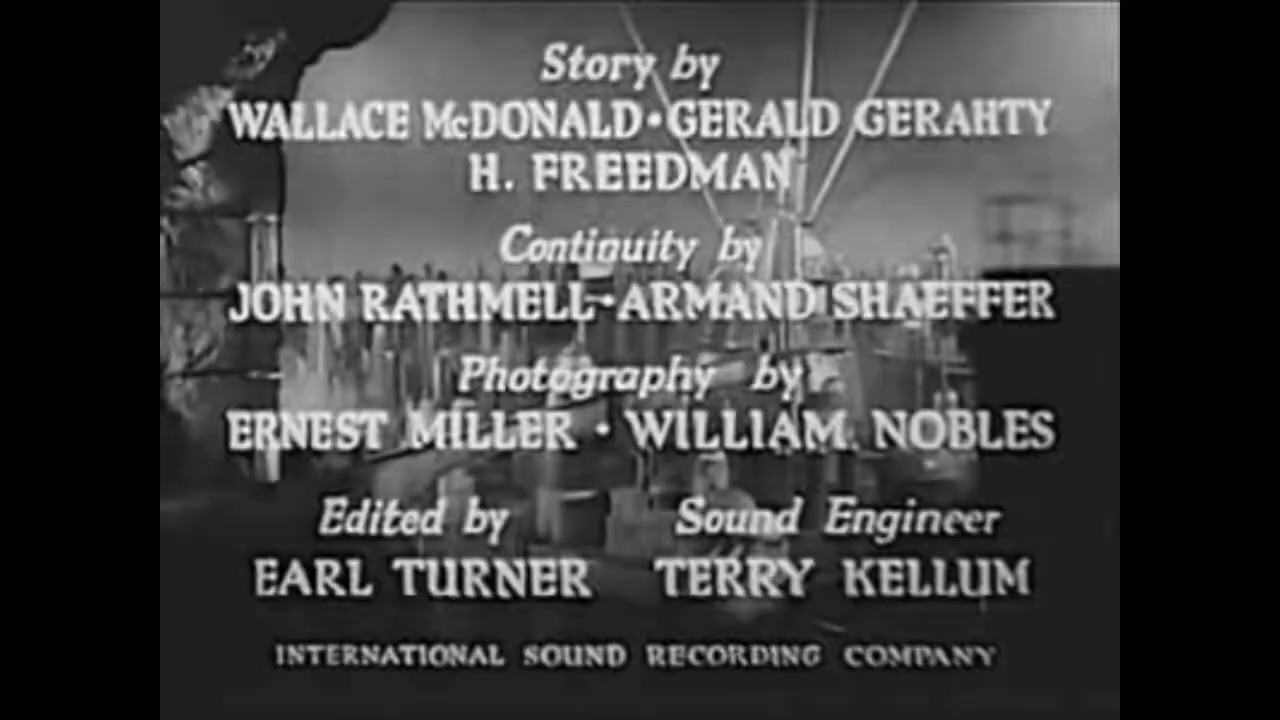 Story by
WALLACE McDONALD • GERALD GERAHTY
H. FREEDMAN
Continuity by
JOHN RATHMELL • ARMAND SHAEFFER
Photography by
ERNEST MILLER • WILLIAM NOBLES
Edited by Sound Engineer
EARL TURNER TERRY KELLUM
INTERNATIONAL SOUND RECORDING COMPANY